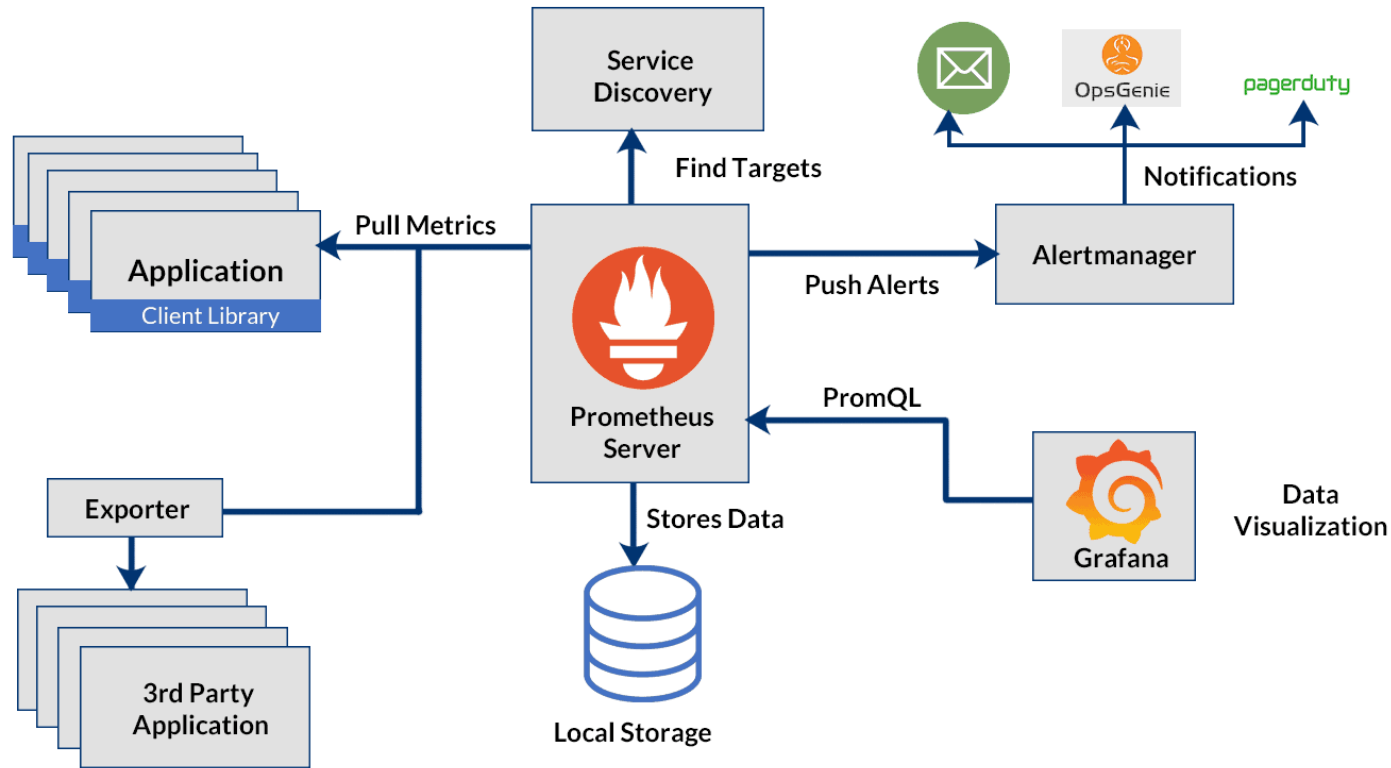 Service
Discovery
OpsGenie
pagerduty
Find Targets
Notifications
Pull Metrics
Application
Client Library
Push Alerts
Alertmanager
Prometheus
Server
PromQL
Exporter
Stores Data
Grafana
Data
Visualization
3rd Party
Application
Local Storage